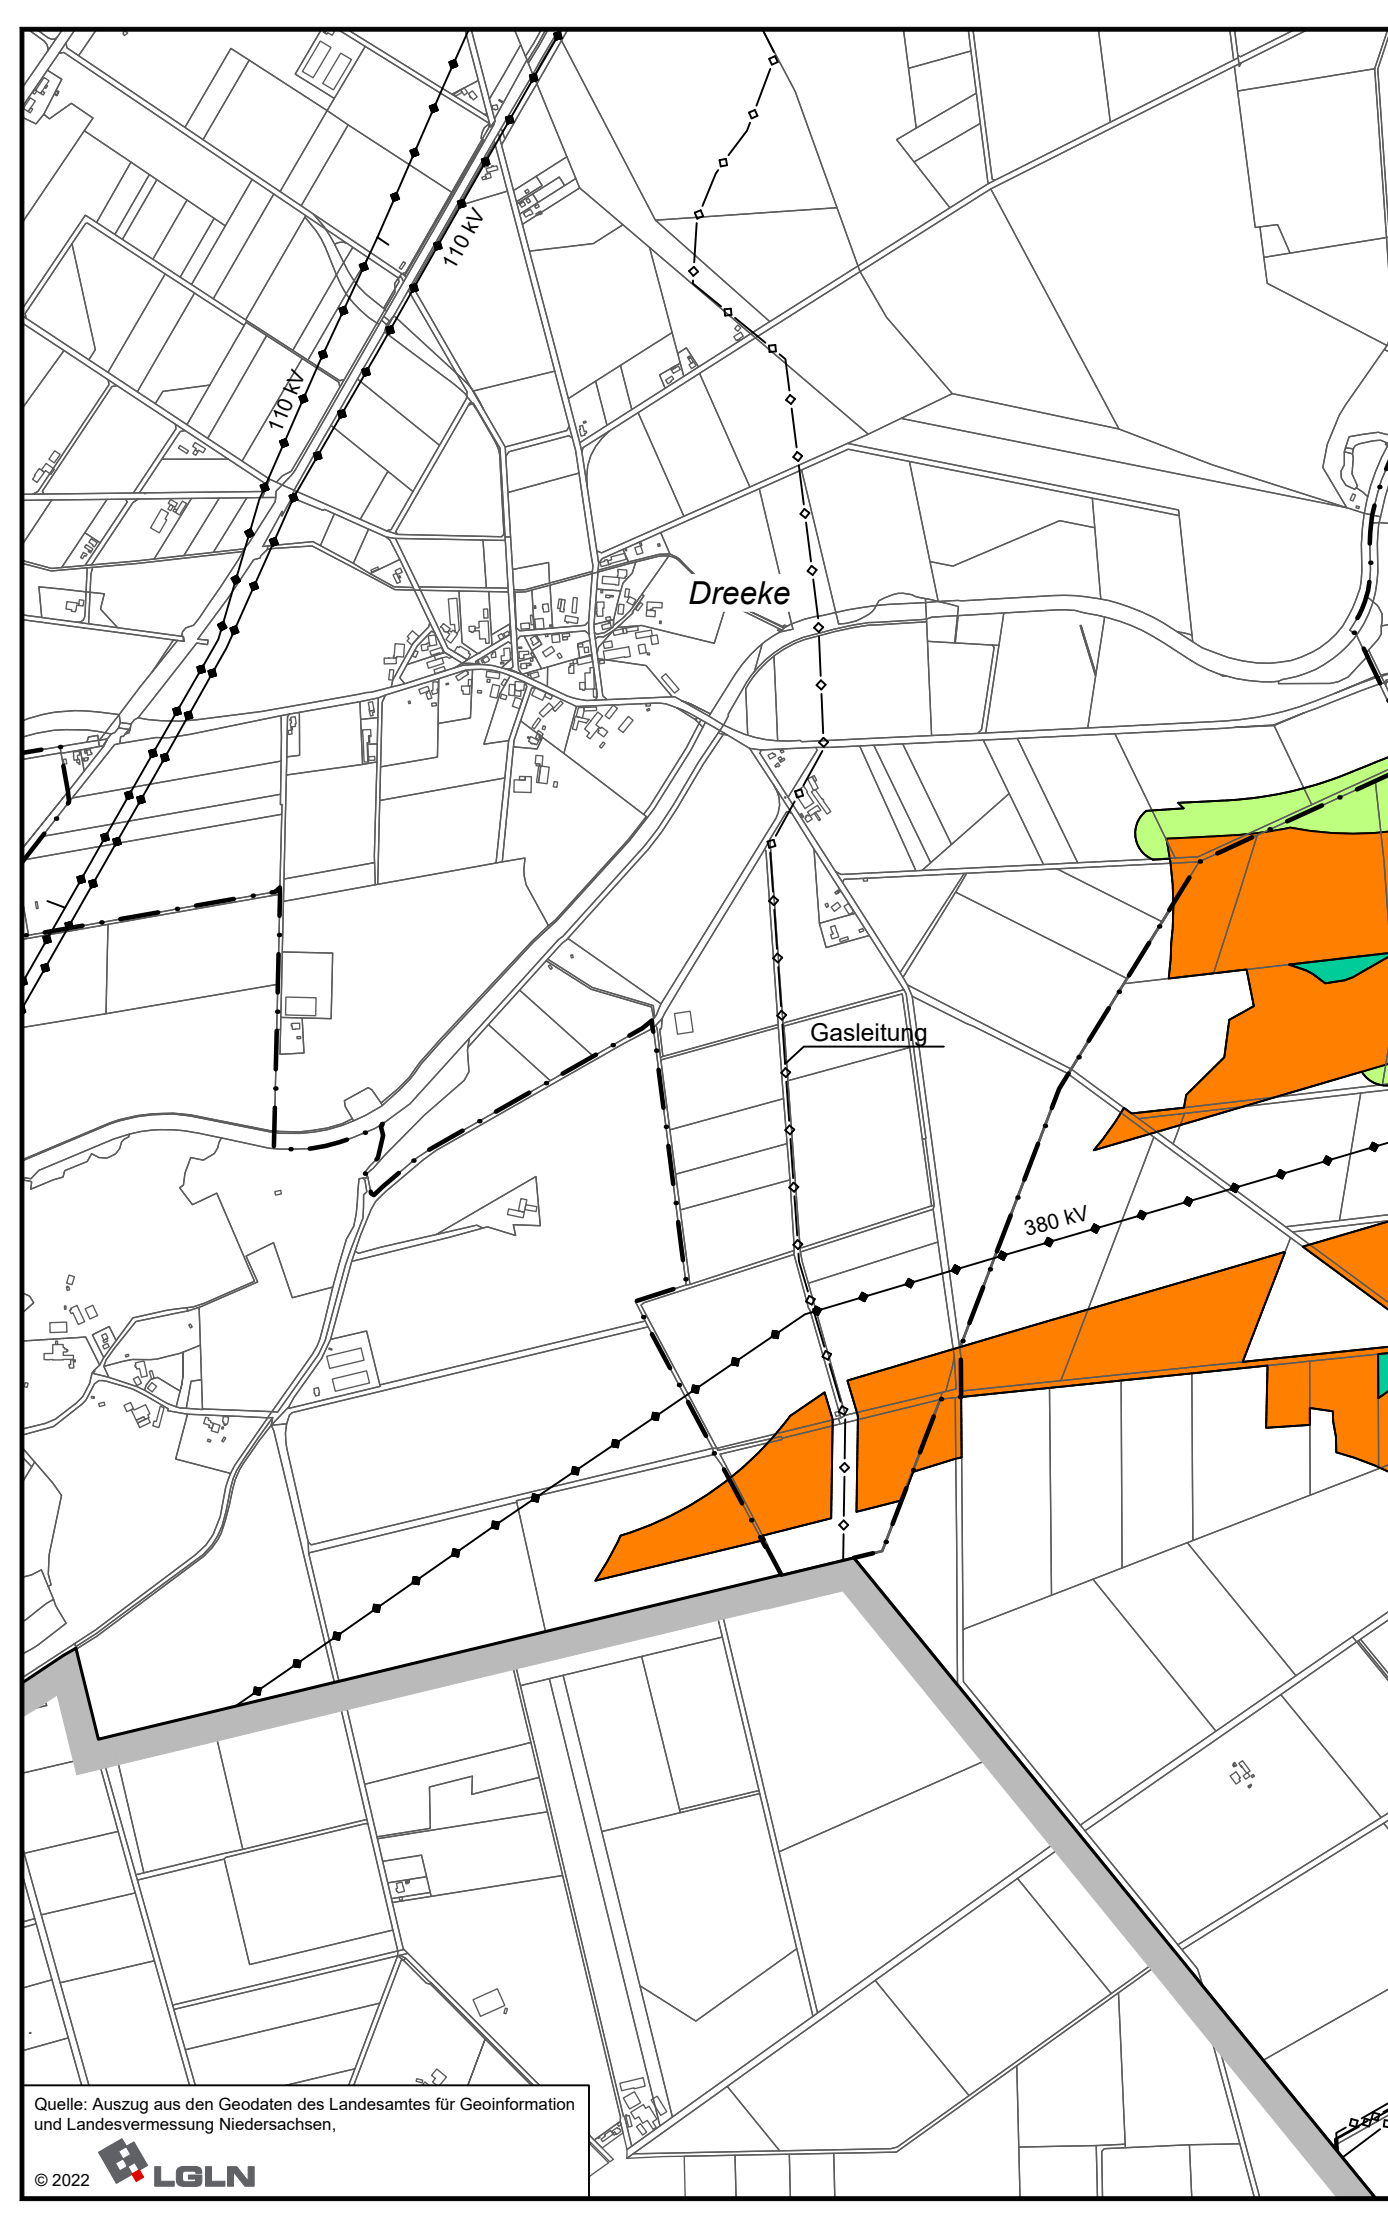 110 kV
110 kV
Dreeke
Gasleitung
380 kV
Quelle: Auszug aus den Geodaten des Landesamtes für Geoinformation
und Landesvermessung Niedersachsen,
© 2022
LGLN